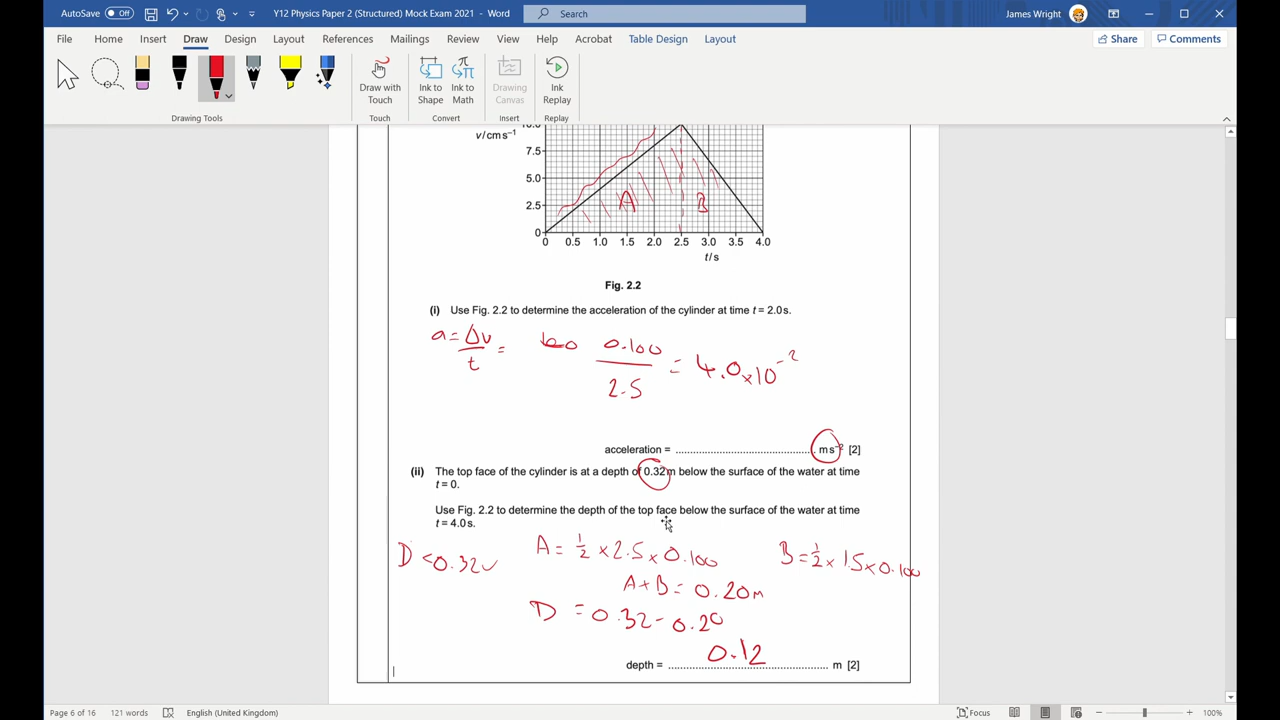 AutoSave Off Y12 Physics Paper 2 (Structured) Mock Exam 2021 - Word Search James Wright
File Home Insert Draw Design Layout References Mailings Review View Help Acrobat Table Design Layout Share Comments
Draw with Touch Ink to Shape Ink to Math Drawing Canvas Ink Replay
Drawing Tools Touch Convert Insert Replay
v/cm s⁻¹
7.5
5.0
2.5
0
A B
0 0.5 1.0 1.5 2.0 2.5 3.0 3.5 4.0
t/s
Fig. 2.2
(i) Use Fig. 2.2 to determine the acceleration of the cylinder at time t = 2.0 s.
a = Δv/t = 0.100/2.5 = 4.0 × 10⁻²
acceleration = ................................................ m s⁻² [2]
(ii) The top face of the cylinder is at a depth of 0.32 m below the surface of the water at time
t = 0.
Use Fig. 2.2 to determine the depth of the top face below the surface of the water at time
t = 4.0 s.
D < 0.32 ✓ A = ½ × 2.5 × 0.100 B = ½ × 1.5 × 0.100
A + B = 0.20 m
D = 0.32 - 0.20
0.12
depth = ................................................ m [2]
Page 6 of 16 121 words English (United Kingdom) Focus 100%